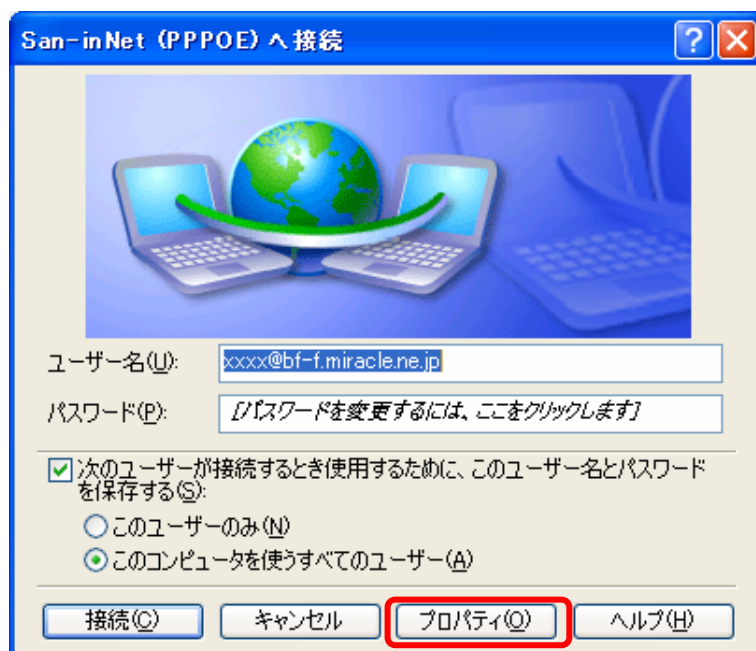 San-inNet (PPPOE) へ接続
ユーザー名(U):
xxxx@bf-f.miracle.ne.jp
パスワード(P):
[パスワードを変更するには、ここをクリックします]
次のユーザーが接続するとき使用するために、このユーザー名とパスワード
を保存する(S):
このユーザーのみ(N)
このコンピュータを使うすべてのユーザー(A)
接続(C) キャンセル プロパティ(O) ヘルプ(H)